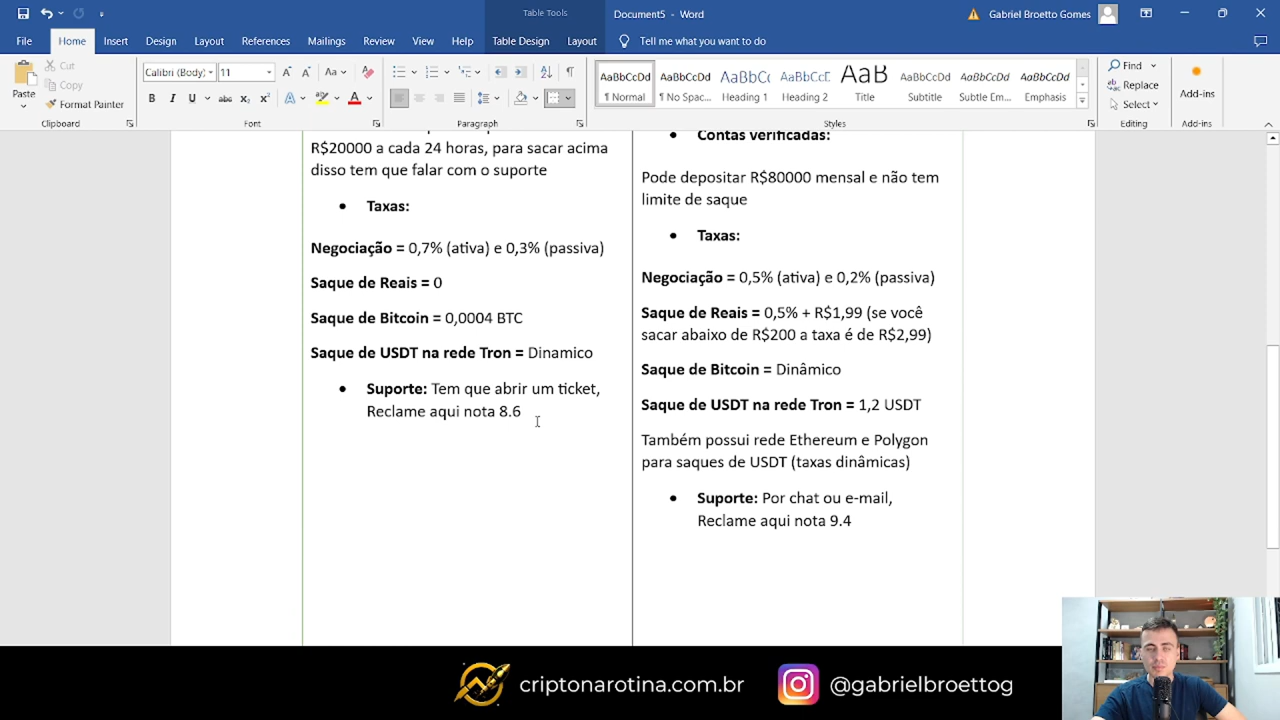 Table Tools
Document5 - Word
Gabriel Broetto Gomes
File Home Insert Design Layout References Mailings Review View Help Table Design Layout Tell me what you want to do
Paste
Cut
Copy
Format Painter
Clipboard
Calibri (Body) 11
Font
Paragraph
AaBbCcDd AaBbCcDd AaBbCc AaBbCcE AaB AaBbCcDd AaBbCcDd AaBbCcDd
¶ Normal ¶ No Spac... Heading 1 Heading 2 Title Subtitle Subtle Em... Emphasis
Styles
Find
Replace
Select
Editing
Add-ins
Add-ins
R$20000 a cada 24 horas, para sacar acima
disso tem que falar com o suporte
• Taxas:
Negociação = 0,7% (ativa) e 0,3% (passiva)
Saque de Reais = 0
Saque de Bitcoin = 0,0004 BTC
Saque de USDT na rede Tron = Dinamico
• Suporte: Tem que abrir um ticket,
Reclame aqui nota 8.6
• Contas verificadas:
Pode depositar R$80000 mensal e não tem
limite de saque
• Taxas:
Negociação = 0,5% (ativa) e 0,2% (passiva)
Saque de Reais = 0,5% + R$1,99 (se você
sacar abaixo de R$200 a taxa é de R$2,99)
Saque de Bitcoin = Dinâmico
Saque de USDT na rede Tron = 1,2 USDT
Também possui rede Ethereum e Polygon
para saques de USDT (taxas dinâmicas)
• Suporte: Por chat ou e-mail,
Reclame aqui nota 9.4
criptonarotina.com.br
@gabrielbroettog